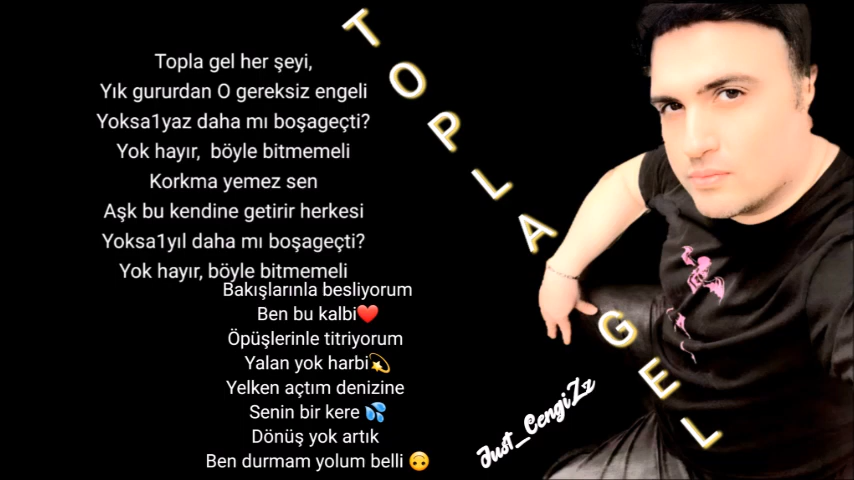 Topla gel her şeyi,
Yık gururdan O gereksiz engeli
Yoksa1yaz daha mı boşageçti?
Yok hayır, böyle bitmemeli
Korkma yemez sen
Aşk bu kendine getirir herkesi
Yoksa1yıl daha mı boşageçti?
Yok hayır, böyle bitmemeli
Bakışlarınla besliyorum
Ben bu kalbi❤️
Öpüşlerinle titriyorum
Yalan yok harbi💫
Yelken açtım denizine
Senin bir kere 💦
Dönüş yok artık
Ben durmam yolum belli 🙃
TOPLA GEL
Just_CengiZz